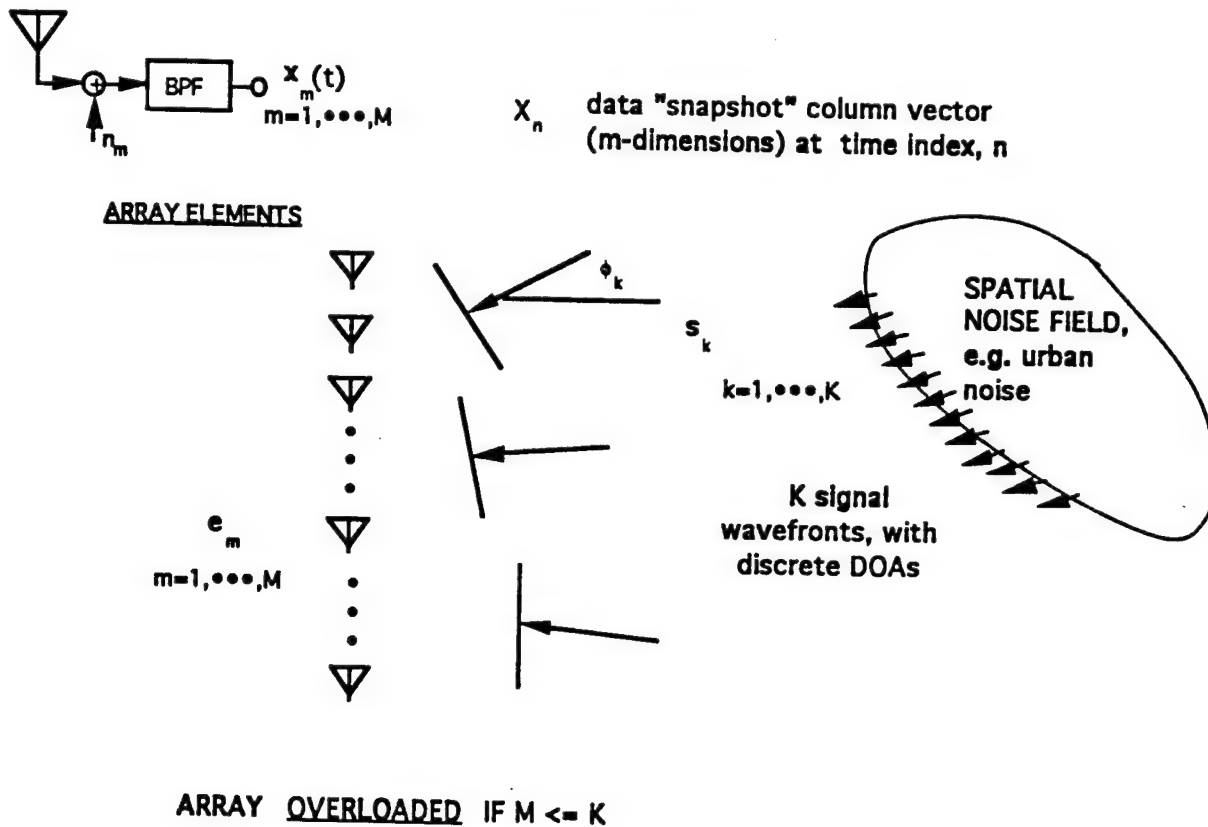 BPF
x_m(t)
m=1,•••,M
n_m
X_n data "snapshot" column vector
(m-dimensions) at time index, n
ARRAY ELEMENTS
ϕ_k
s_k
k=1,•••,K
SPATIAL
NOISE FIELD,
e.g. urban
noise
K signal
wavefronts, with
discrete DOAs
e_m
m=1,•••,M
ARRAY OVERLOADED IF M <= K